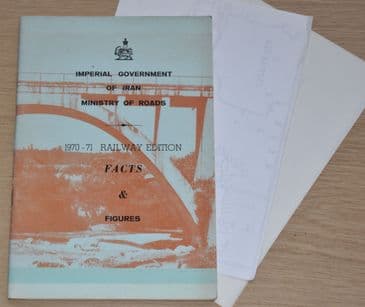 IMPERIAL GOVERNMENT
OF IRAN
MINISTRY OF ROADS
1970-71 RAILWAY EDITION
FACTS
&
FIGURES